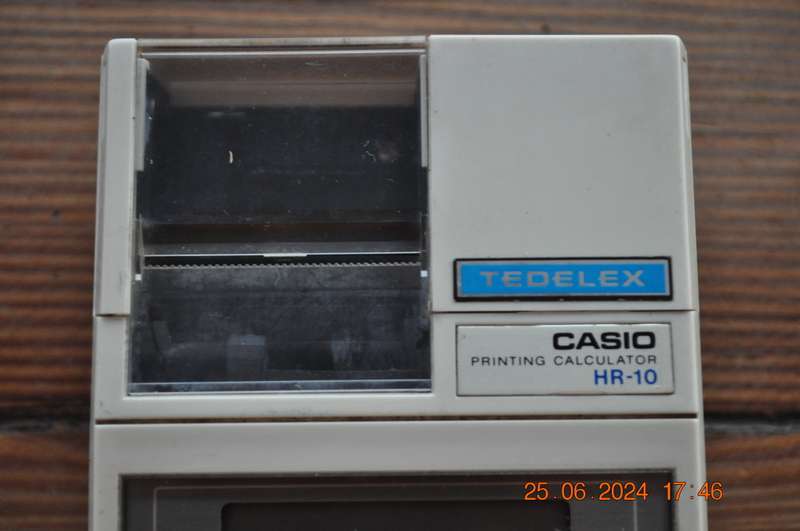 TEDELEX
CASIO
PRINTING CALCULATOR
HR-10
25.06.2024 17:46